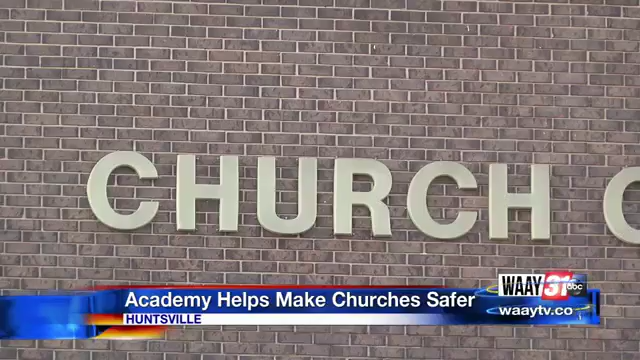 CHURCH
Academy Helps Make Churches Safer
HUNTSVILLE
WAAY 31 abc
waaytv.co